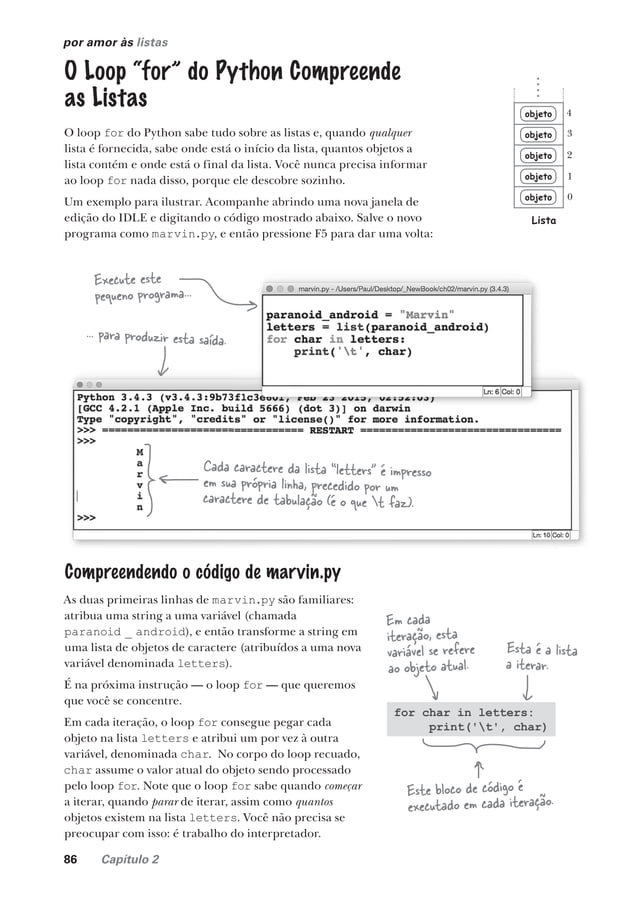 por amor às listas
O Loop "for" do Python Compreende
as Listas
O loop for do Python sabe tudo sobre as listas e, quando qualquer
lista é fornecida, sabe onde está o início da lista, quantos objetos a
lista contém e onde está o final da lista. Você nunca precisa informar
ao loop for nada disso, porque ele descobre sozinho.
Um exemplo para ilustrar. Acompanhe abrindo uma nova janela de
edição do IDLE e digitando o código mostrado abaixo. Salve o novo
programa como marvin.py, e então pressione F5 para dar uma volta:
objeto 4
objeto 3
objeto 2
objeto 1
objeto 0
Lista
Execute este
pequeno programa...
marvin.py - /Users/Paul/Desktop/_NewBook/ch02/marvin.py (3.4.3)
paranoid_android = "Marvin"
letters = list(paranoid_android)
for char in letters:
print('\t', char)
Ln: 6 Col: 0
... para produzir esta saída.
Python 3.4.3 (v3.4.3:9b73f1c3e601, Feb 23 2015, 02:52:03)
[GCC 4.2.1 (Apple Inc. build 5666) (dot 3)] on darwin
Type "copyright", "credits" or "license()" for more information.
>>> ================================ RESTART ================================
>>>
M
a
r
v
i
n
>>>
Cada caractere da lista "letters" é impresso
em sua própria linha, precedido por um
caractere de tabulação (é o que \t faz).
Ln: 10 Col: 0
Compreendendo o código de marvin.py
As duas primeiras linhas de marvin.py são familiares:
atribua uma string a uma variável (chamada
paranoid _ android), e então transforme a string em
uma lista de objetos de caractere (atribuídos a uma nova
variável denominada letters).
É na próxima instrução — o loop for — que queremos
que você se concentre.
Em cada iteração, o loop for consegue pegar cada
objeto na lista letters e atribui um por vez à outra
variável, denominada char. No corpo do loop recuado,
char assume o valor atual do objeto sendo processado
pelo loop for. Note que o loop for sabe quando começar
a iterar, quando parar de iterar, assim como quantos
objetos existem na lista letters. Você não precisa se
preocupar com isso: é trabalho do interpretador.
Em cada
iteração, esta
variável se refere
ao objeto atual.
Esta é a lista
a iterar.
for char in letters:
print('\t', char)
Este bloco de código é
executado em cada iteração.
86 Capítulo 2